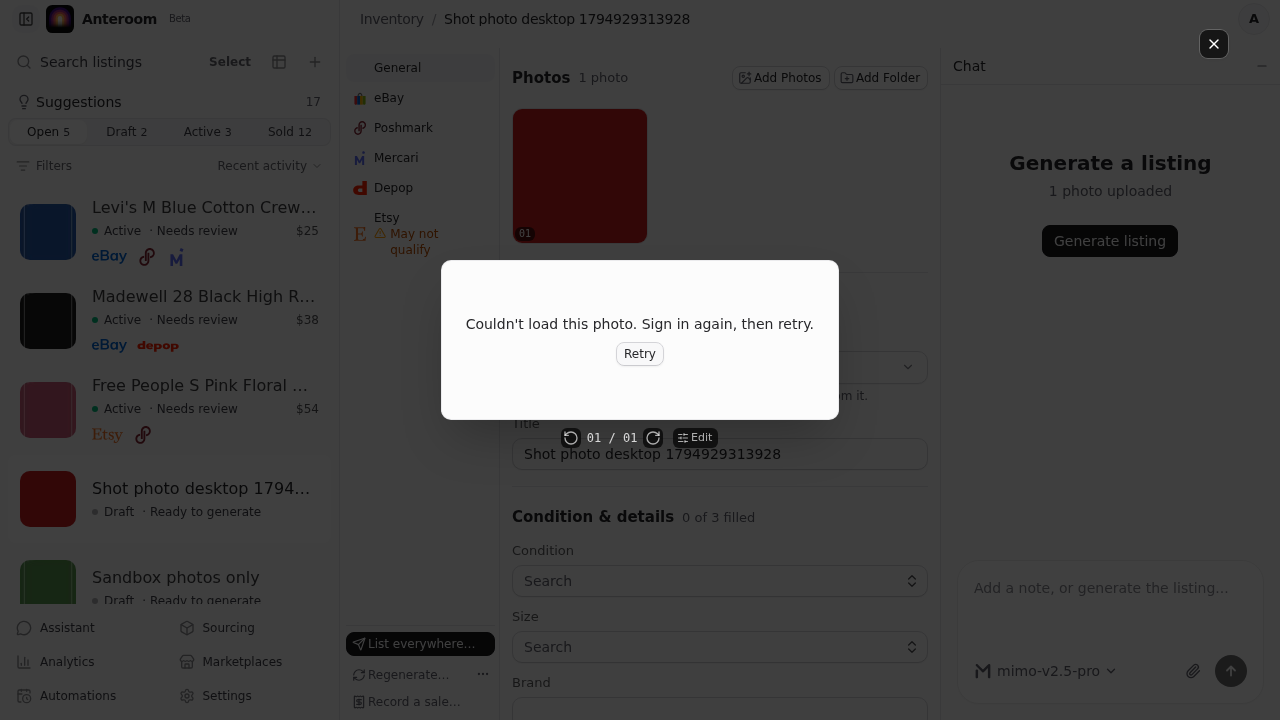 Anteroom Beta
Inventory / Shot photo desktop 1794929313928
A
Search listings Select
Suggestions 17
Open 5 Draft 2 Active 3 Sold 12
Filters Recent activity
Levi's M Blue Cotton Crew...
Active · Needs review $25
eBay
Madewell 28 Black High R...
Active · Needs review $38
eBay depop
Free People S Pink Floral ...
Active · Needs review $54
Etsy
Shot photo desktop 1794...
Draft · Ready to generate
Sandbox photos only
Draft · Ready to generate
Assistant Sourcing
Analytics Marketplaces
Automations Settings
General
eBay
Poshmark
Mercari
Depop
Etsy
May not
qualify
List everywhere...
Regenerate...
Record a sale...
Photos 1 photo Add Photos Add Folder
01
Couldn't load this photo. Sign in again, then retry.
Retry
om it.
01 / 01 Edit
Title
Shot photo desktop 1794929313928
Condition & details 0 of 3 filled
Condition
Search
Size
Search
Brand
Chat
Generate a listing
1 photo uploaded
Generate listing
Add a note, or generate the listing...
mimo-v2.5-pro